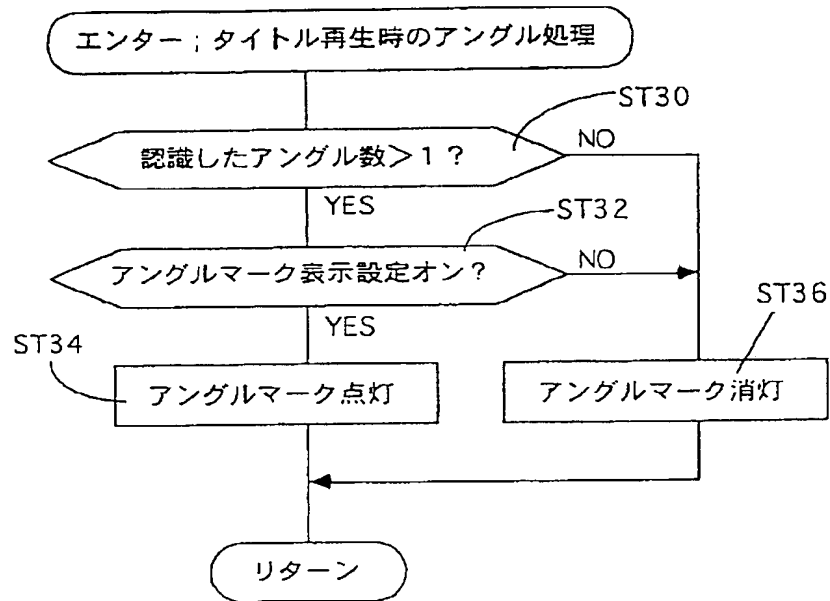 エンター；タイトル再生時のアングル処理
ST30
認識したアングル数＞１？
NO
YES
ST32
アングルマーク表示設定オン？
NO
YES
ST36
ST34
アングルマーク点灯
アングルマーク消灯
リターン